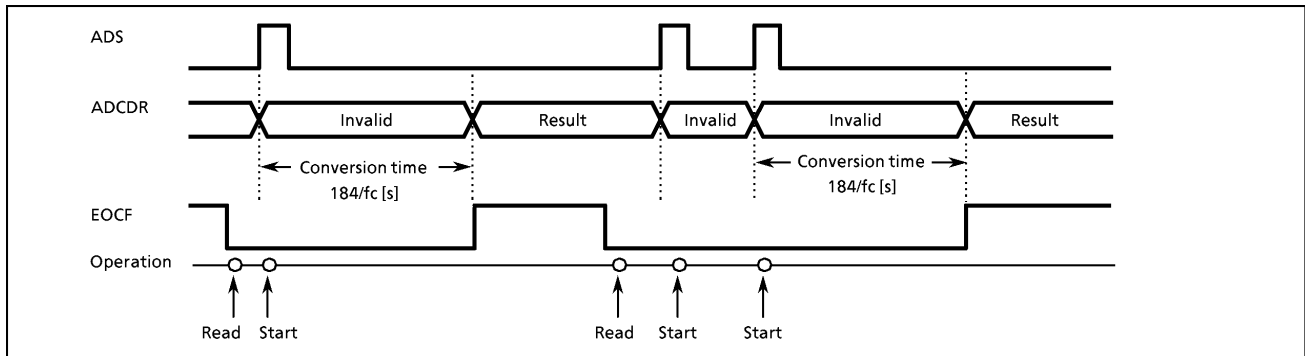 ADS
ADCDR
Invalid Result Invalid Invalid Result
Conversion time Conversion time
184/fc [s] 184/fc [s]
EOCF
Operation
Read Start Read Start Start